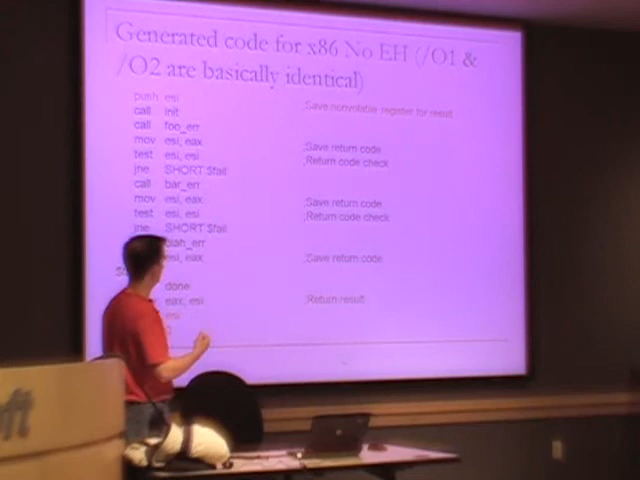 Generated code for x86 No EH (/O1 &
/O2 are basically identical)
push esi ;Save nonvolatile register for result
call init
call foo_err
mov esi, eax ;Save return code
test esi, esi ;Return code check
jne SHORT $fail
call bar_err
mov esi, eax ;Save return code
test esi, esi ;Return code check
jne SHORT $fail
blah_err
esi, eax ;Save return code
done
eax, esi ;Return result
esi
oft